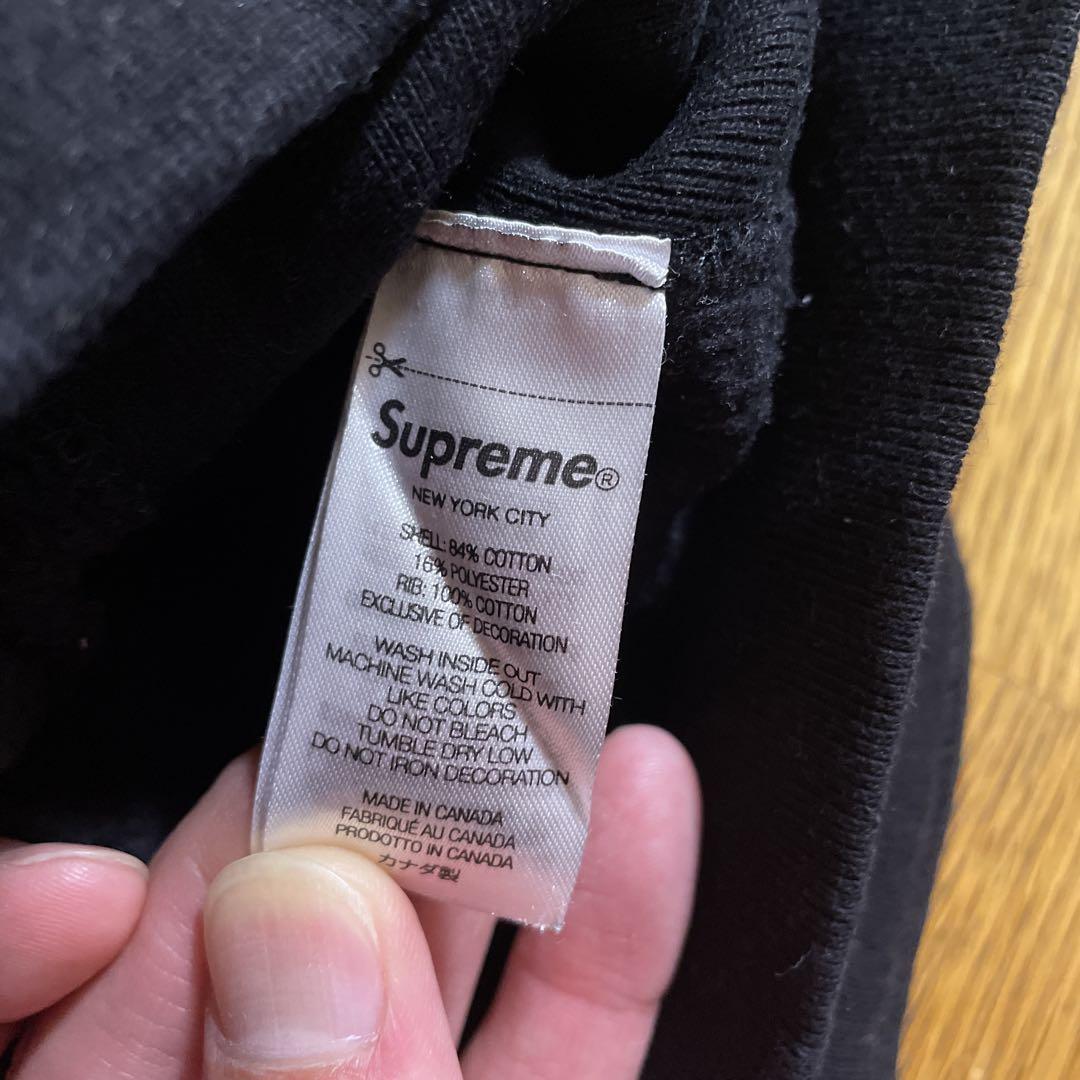 Supreme®
NEW YORK CITY
SHELL: 84% COTTON
16% POLYESTER
RIB: 100% COTTON
EXCLUSIVE OF DECORATION
WASH INSIDE OUT
MACHINE WASH COLD WITH
LIKE COLORS
DO NOT BLEACH
TUMBLE DRY LOW
DO NOT IRON DECORATION
MADE IN CANADA
FABRIQUÉ AU CANADA
PRODOTTO IN CANADA
カナダ製